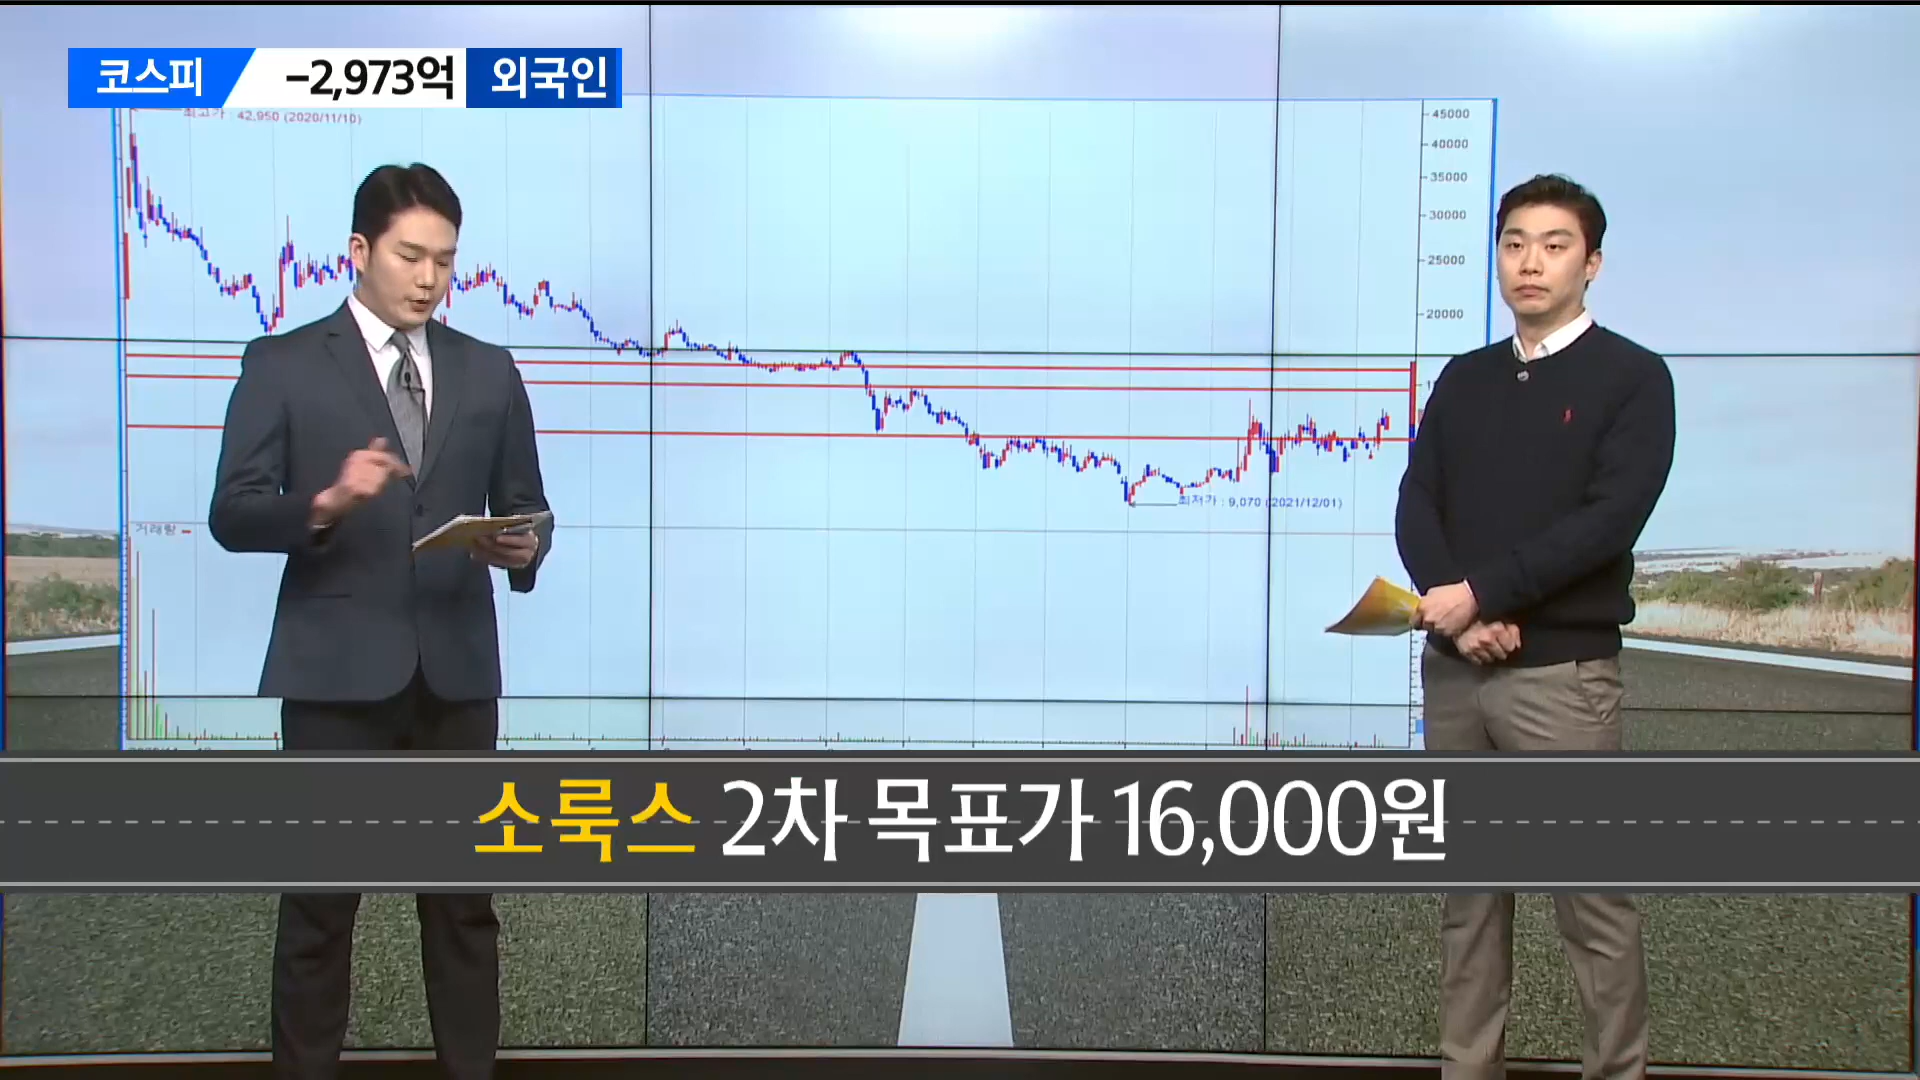 코스피 -2,973억 외국인
최고가 : 42,950 (2020/11/10)
45000
40000
35000
30000
25000
20000
최저가 : 9,070 (2021/12/01)
거래량
소룩스 2차 목표가 16,000원